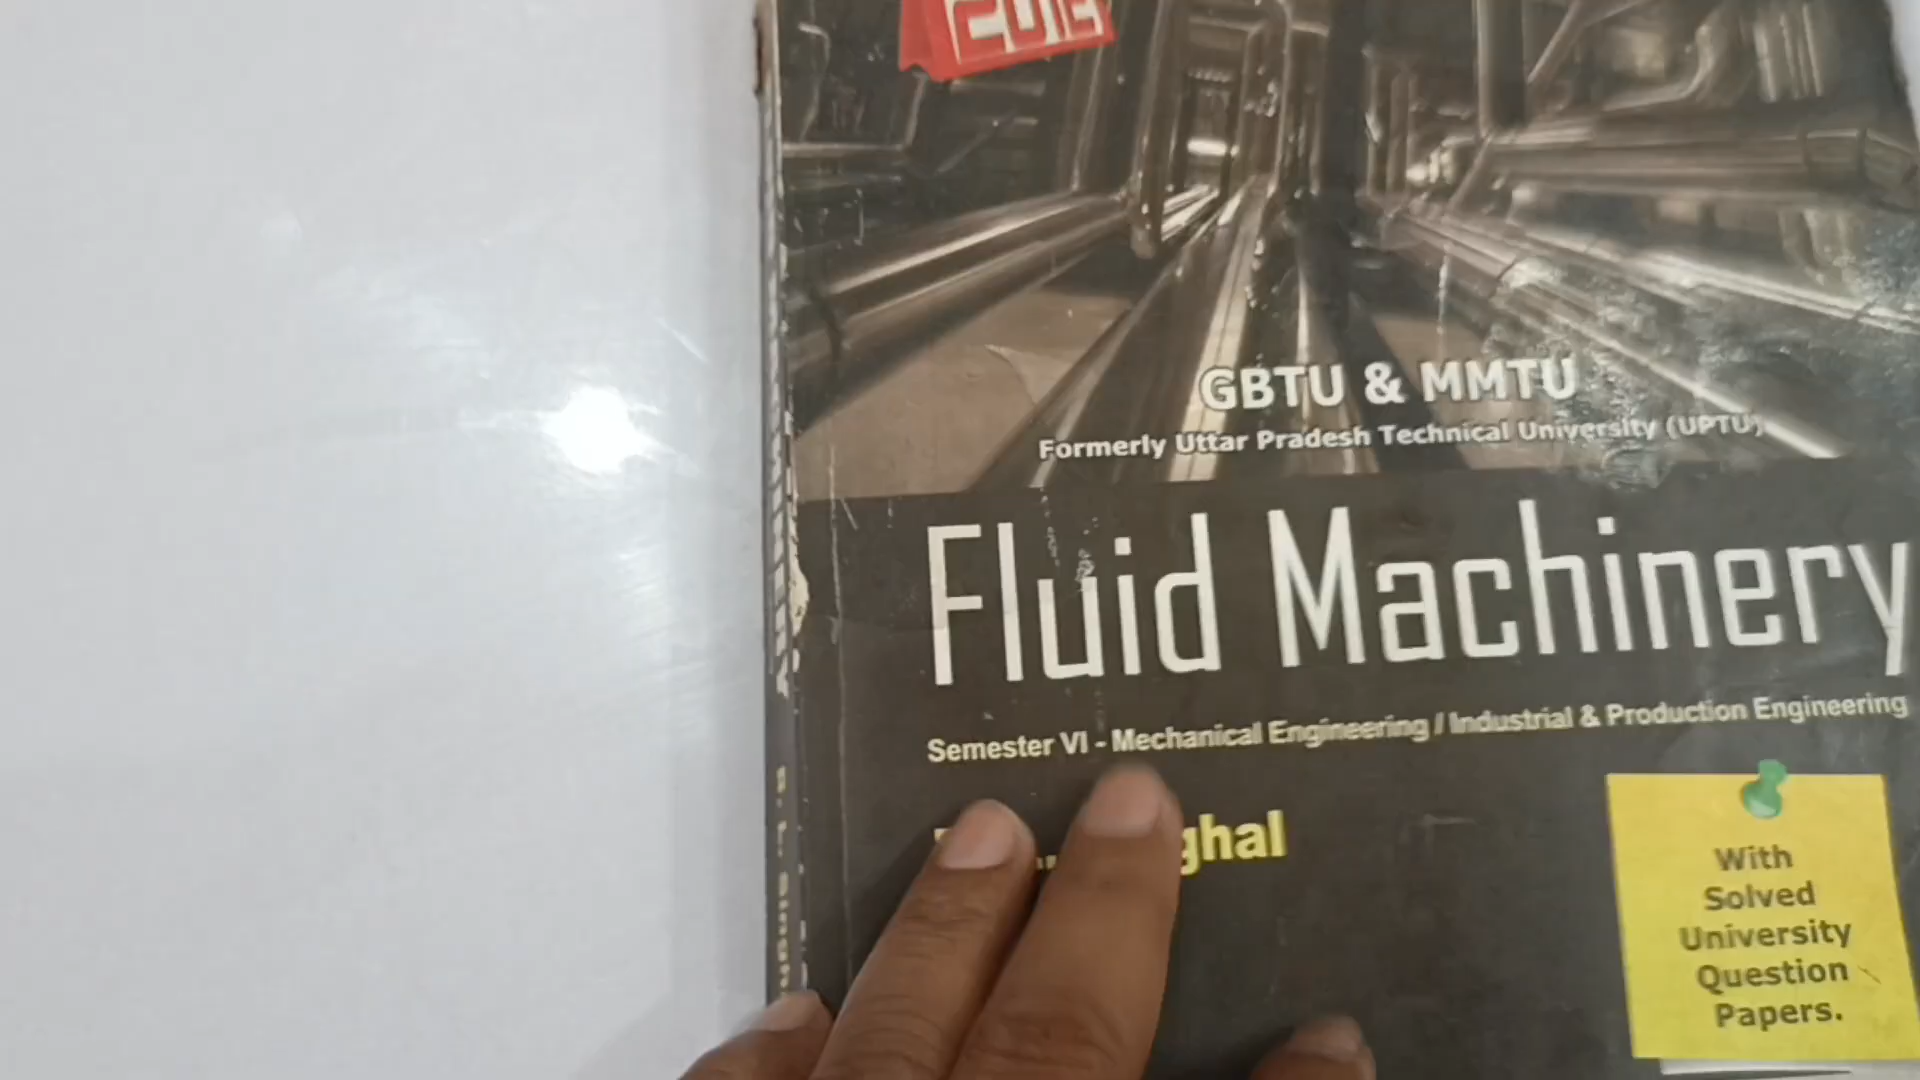 GBTU & MMTU
Formerly Uttar Pradesh Technical University (UPTU)
Fluid Machinery
Semester VI - Mechanical Engineering / Industrial & Production Engineering
ghal
With
Solved
University
Question
Papers.